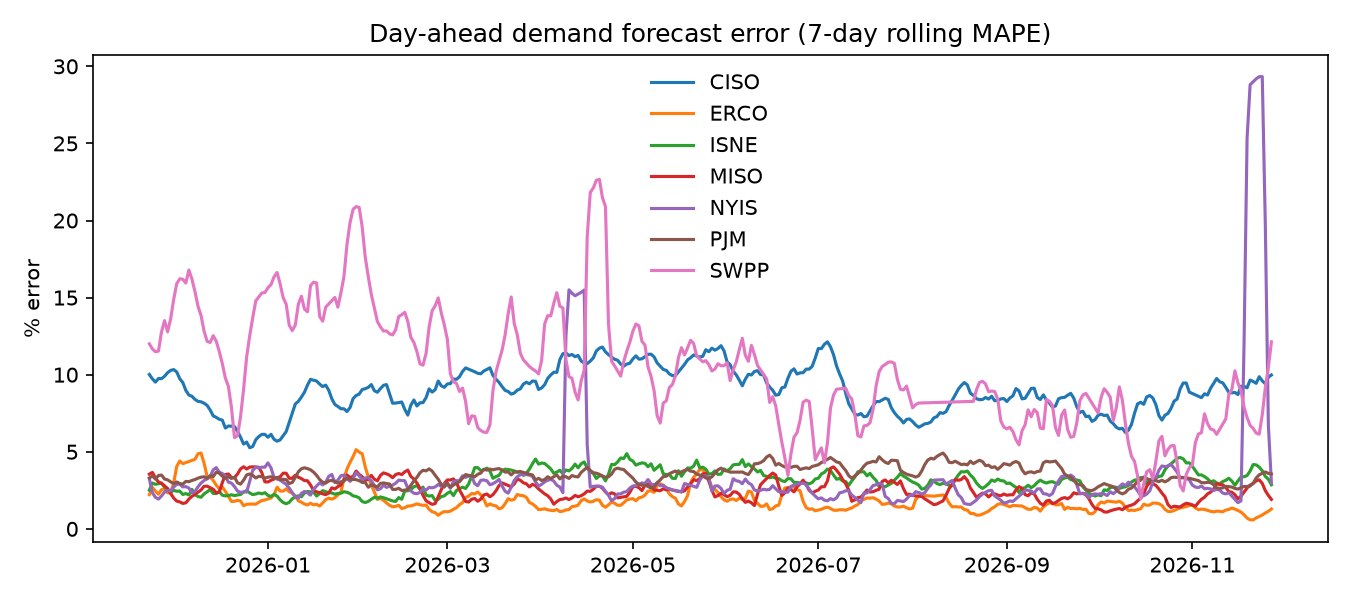 Day-ahead demand forecast error (7-day rolling MAPE)
% error
30
25
20
15
10
5
0
CISO
ERCO
ISNE
MISO
NYIS
PJM
SWPP
2026-01
2026-03
2026-05
2026-07
2026-09
2026-11